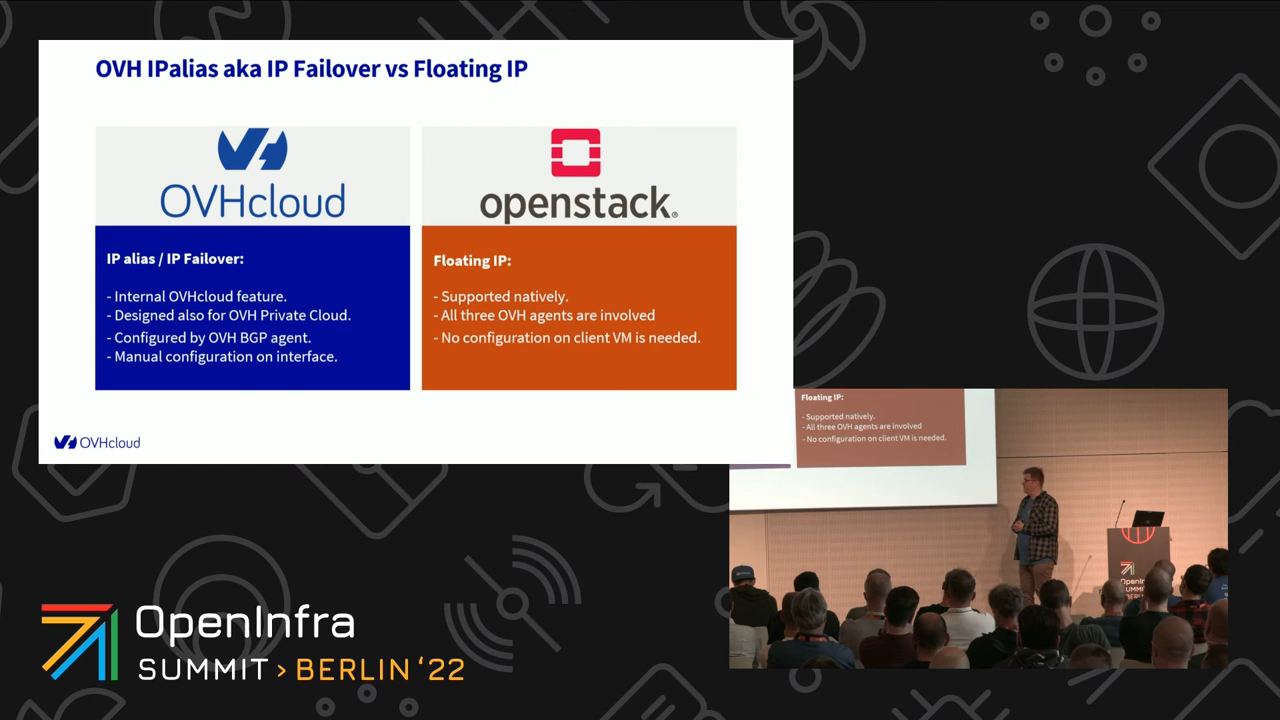 OVH IPalias aka IP Failover vs Floating IP
OVHcloud
openstack®
IP alias / IP Failover:
- Internal OVHcloud feature.
- Designed also for OVH Private Cloud.
- Configured by OVH BGP agent.
- Manual configuration on interface.
Floating IP:
- Supported natively.
- All three OVH agents are involved
- No configuration on client VM is needed.
OVHcloud
Floating IP:
- Supported natively.
- All three OVH agents are involved
- No configuration on client VM is needed.
OpenInfra
SUMMIT > BERLIN '22